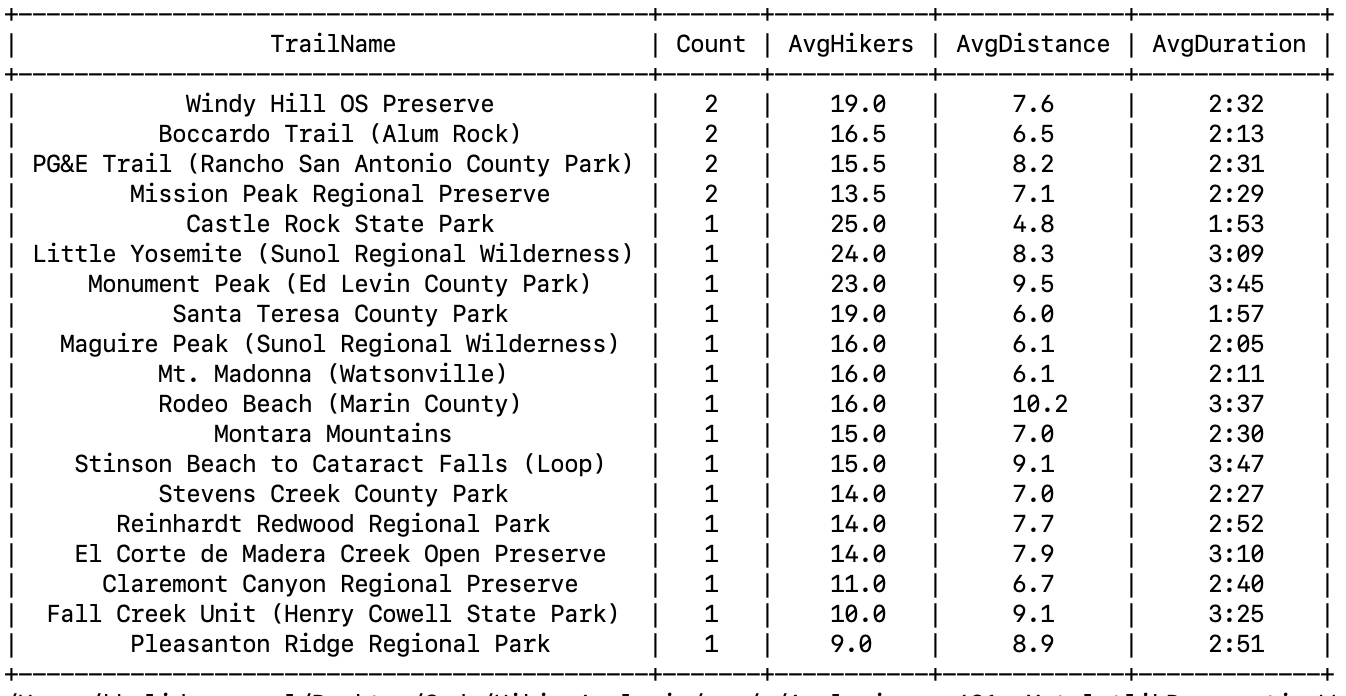 TrailName | Count | AvgHikers | AvgDistance | AvgDuration
Windy Hill OS Preserve | 2 | 19.0 | 7.6 | 2:32
Boccardo Trail (Alum Rock) | 2 | 16.5 | 6.5 | 2:13
PG&E Trail (Rancho San Antonio County Park) | 2 | 15.5 | 8.2 | 2:31
Mission Peak Regional Preserve | 2 | 13.5 | 7.1 | 2:29
Castle Rock State Park | 1 | 25.0 | 4.8 | 1:53
Little Yosemite (Sunol Regional Wilderness) | 1 | 24.0 | 8.3 | 3:09
Monument Peak (Ed Levin County Park) | 1 | 23.0 | 9.5 | 3:45
Santa Teresa County Park | 1 | 19.0 | 6.0 | 1:57
Maguire Peak (Sunol Regional Wilderness) | 1 | 16.0 | 6.1 | 2:05
Mt. Madonna (Watsonville) | 1 | 16.0 | 6.1 | 2:11
Rodeo Beach (Marin County) | 1 | 16.0 | 10.2 | 3:37
Montara Mountains | 1 | 15.0 | 7.0 | 2:30
Stinson Beach to Cataract Falls (Loop) | 1 | 15.0 | 9.1 | 3:47
Stevens Creek County Park | 1 | 14.0 | 7.0 | 2:27
Reinhardt Redwood Regional Park | 1 | 14.0 | 7.7 | 2:52
El Corte de Madera Creek Open Preserve | 1 | 14.0 | 7.9 | 3:10
Claremont Canyon Regional Preserve | 1 | 11.0 | 6.7 | 2:40
Fall Creek Unit (Henry Cowell State Park) | 1 | 10.0 | 9.1 | 3:25
Pleasanton Ridge Regional Park | 1 | 9.0 | 8.9 | 2:51